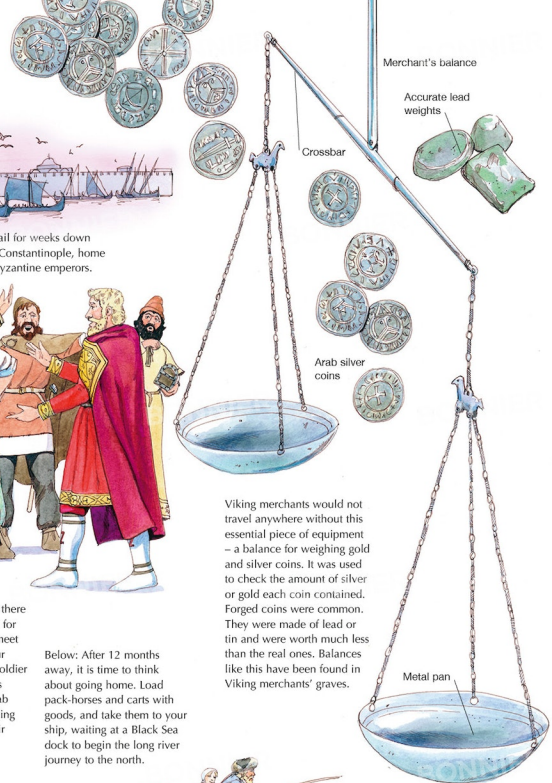 Merchant's balance
Accurate lead
weights
Crossbar
ail for weeks down
Constantinople, home
yzantine emperors.
Arab silver
coins
Viking merchants would not
travel anywhere without this
essential piece of equipment
– a balance for weighing gold
and silver coins. It was used
to check the amount of silver
or gold each coin contained.
Forged coins were common.
They were made of lead or
tin and were worth much less
than the real ones. Balances
like this have been found in
Viking merchants' graves.
there
for
neet
r
oldier
s
ab
ing
ir
Below: After 12 months
away, it is time to think
about going home. Load
pack-horses and carts with
goods, and take them to your
ship, waiting at a Black Sea
dock to begin the long river
journey to the north.
Metal pan